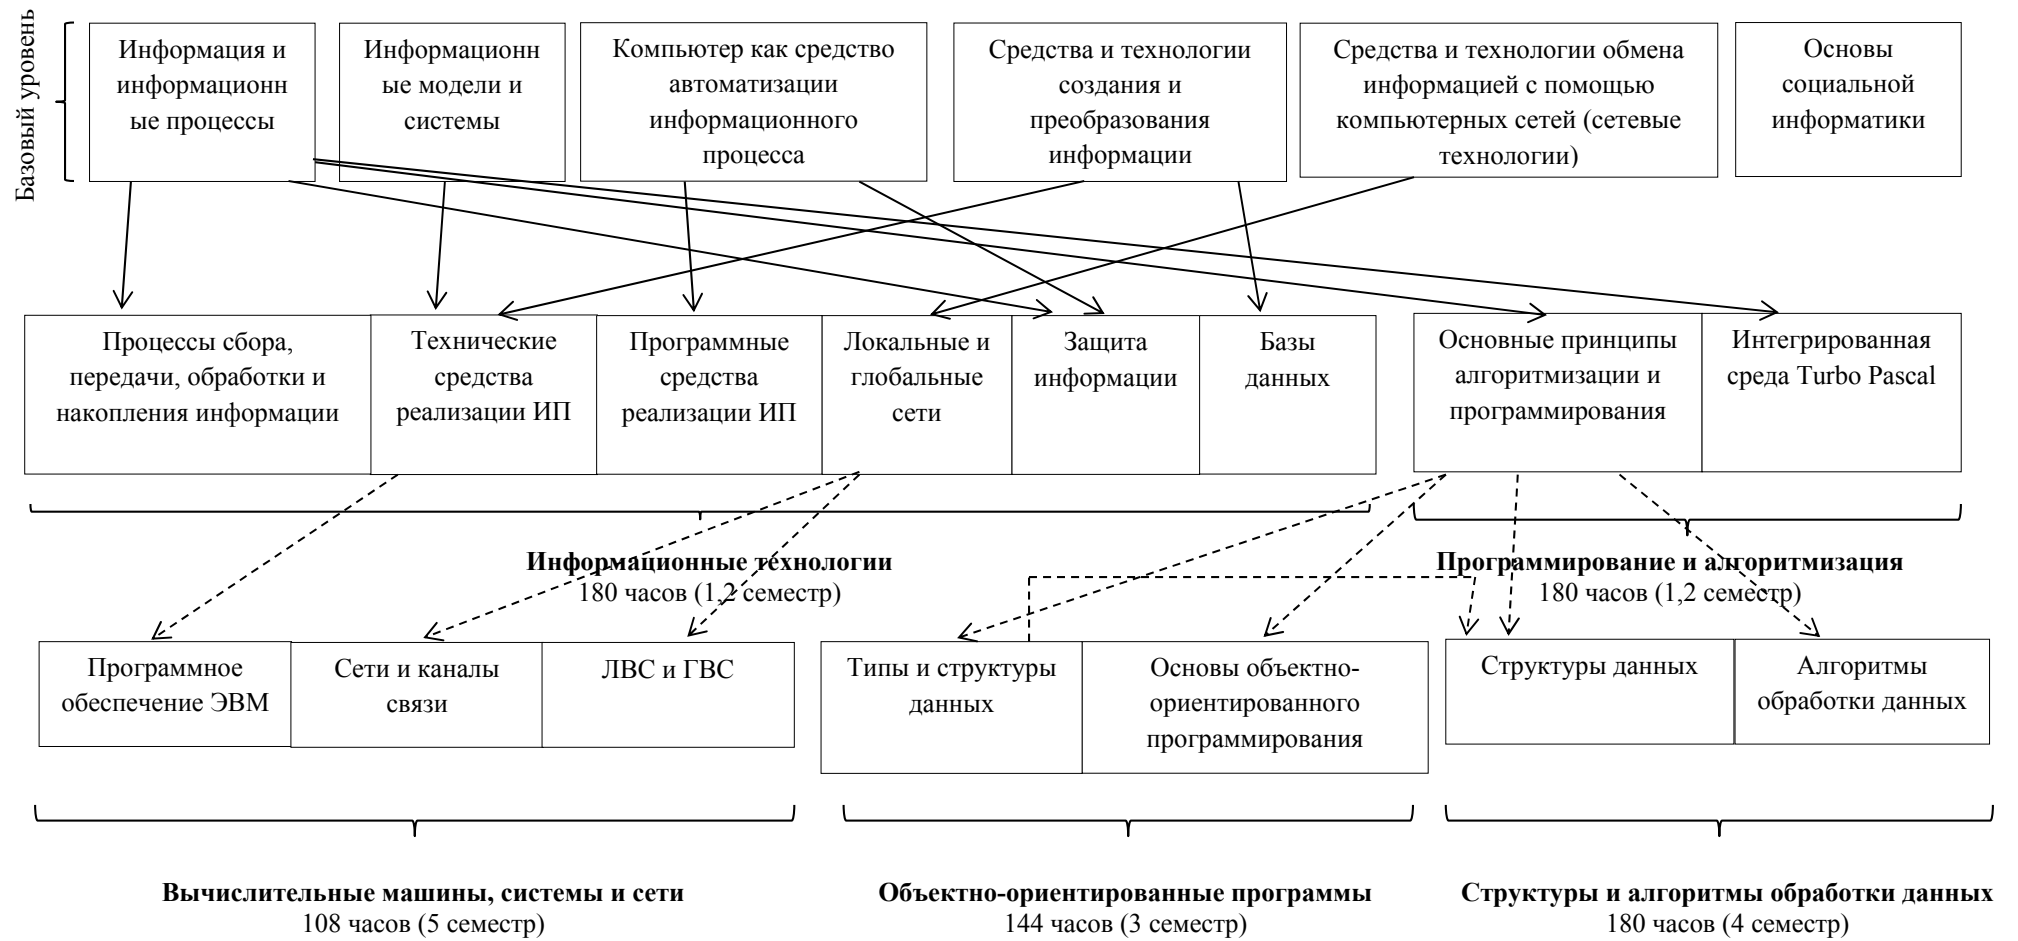 Базовый уровень
Информация и
информационн
ые процессы
Информационн
ые модели и
системы
Компьютер как средство
автоматизации
информационного
процесса
Средства и технологии
создания и
преобразования
информации
Средства и технологии обмена
информацией с помощью
компьютерных сетей (сетевые
технологии)
Основы
социальной
информатики
Процессы сбора,
передачи, обработки и
накопления информации
Технические
средства
реализации ИП
Программные
средства
реализации ИП
Локальные и
глобальные
сети
Защита
информации
Базы
данных
Основные принципы
алгоритмизации и
программирования
Интегрированная
среда Turbo Pascal
Информационные технологии
180 часов (1,2 семестр)
Программирование и алгоритмизация
180 часов (1,2 семестр)
Программное
обеспечение ЭВМ
Сети и каналы
связи
ЛВС и ГВС
Типы и структуры
данных
Основы объектно-
ориентированного
программирования
Структуры данных
Алгоритмы
обработки данных
Вычислительные машины, системы и сети
108 часов (5 семестр)
Объектно-ориентированные программы
144 часов (3 семестр)
Структуры и алгоритмы обработки данных
180 часов (4 семестр)